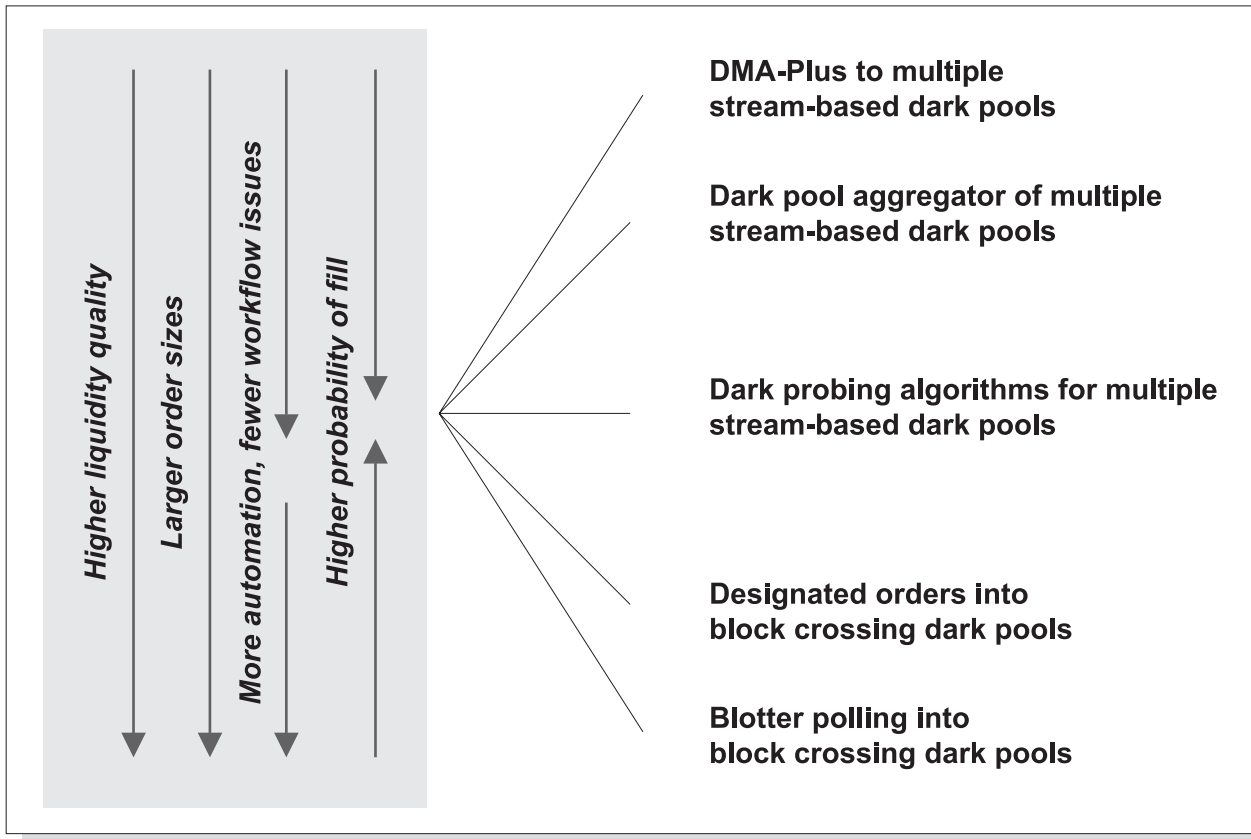 Higher liquidity quality
Larger order sizes
More automation, fewer workflow issues
Higher probability of fill
DMA-Plus to multiple
stream-based dark pools
Dark pool aggregator of multiple
stream-based dark pools
Dark probing algorithms for multiple
stream-based dark pools
Designated orders into
block crossing dark pools
Blotter polling into
block crossing dark pools